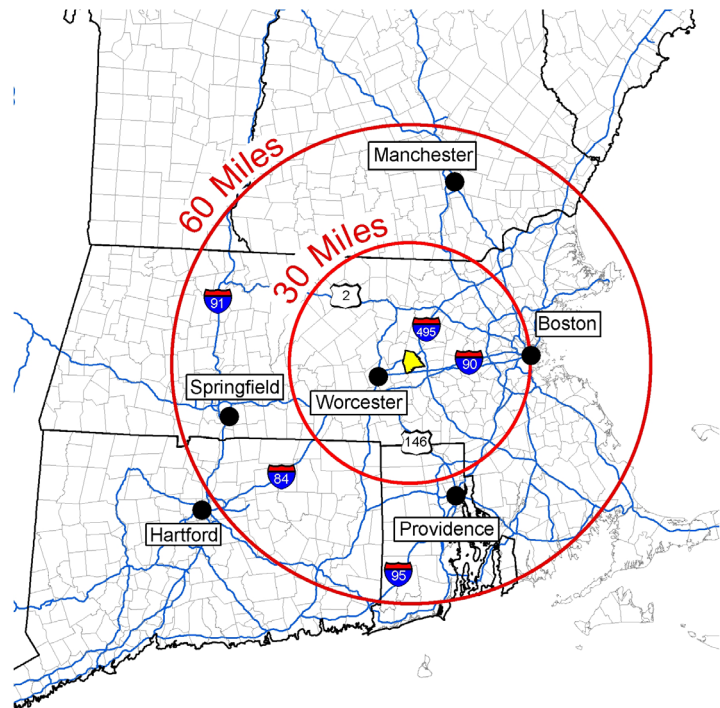 Manchester
60 Miles
30 Miles
91
2
495
Boston
90
Springfield
Worcester
146
84
Hartford
Providence
95